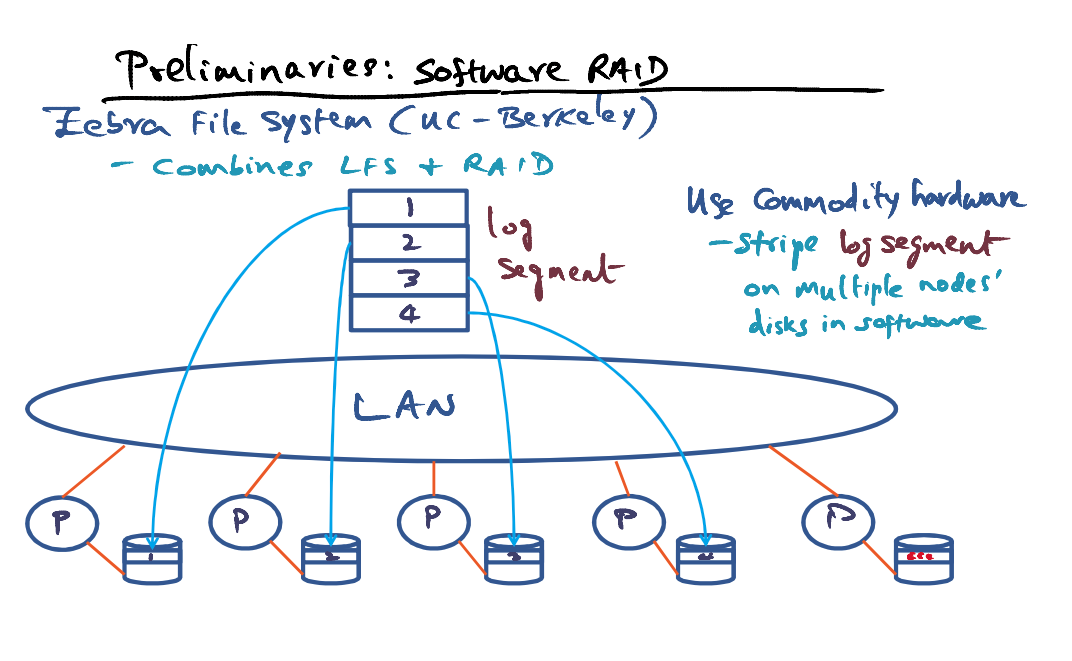 Preliminaries: Software RAID
Zebra File System (UC-Berkeley)
- Combines LFS + RAID
1
2
3
4
log
segment
Use Commodity hardware
- stripe log segment
on multiple nodes'
disks in software
LAN
P
P
P
P
P
1
2
3
4
ecc